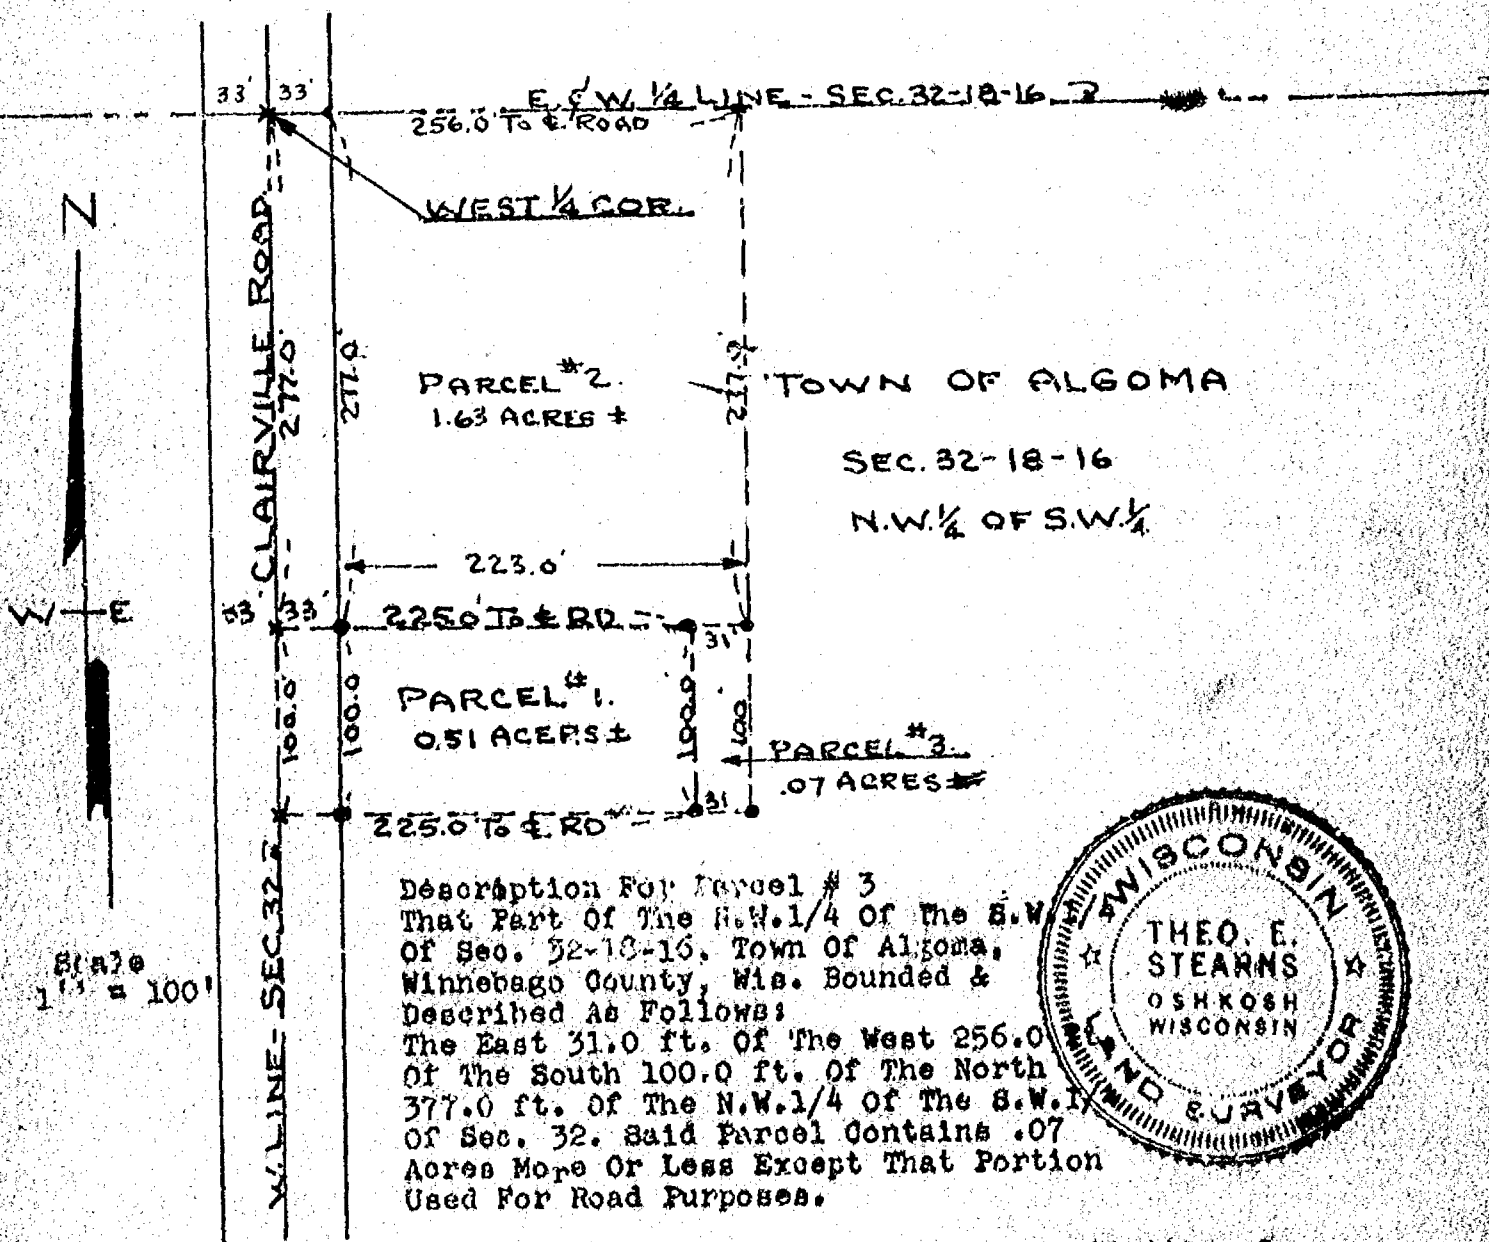 33' 33'
E. & W. 1/4 LINE - SEC. 32-18-16
256.0' To ℄ ROAD
N
WEST 1/4 COR.
CLAIRVILLE ROAD
277.0'
277.0'
277.0
PARCEL #2.
1.63 ACRES ±
TOWN OF ALGOMA
SEC. 32-18-16
N.W. 1/4 OF S.W. 1/4
223.0'
W E
33' 33'
225.0' To ℄ RD
31'
100.0'
100.0
PARCEL #1.
0.51 ACERS ±
100.0
100
PARCEL #3.
.07 ACRES ±
31
225.0 To ℄ RD
W. LINE - SEC. 32
Scale
1'' = 100'
Description For Parcel # 3
That Part Of The N.W.1/4 Of The S.W.
Of Sec. 32-18-16, Town Of Algoma,
Winnebago County, Wis. Bounded &
Described As Follows:
The East 31.0 ft. Of The West 256.0
Of The South 100.0 ft. Of The North
377.0 ft. Of The N.W.1/4 Of The S.W.1/
Of Sec. 32. Said Parcel Contains .07
Acres More Or Less Except That Portion
Used For Road Purposes.
WISCONSIN
THEO. E.
STEARNS
OSHKOSH
WISCONSIN
LAND SURVEYOR